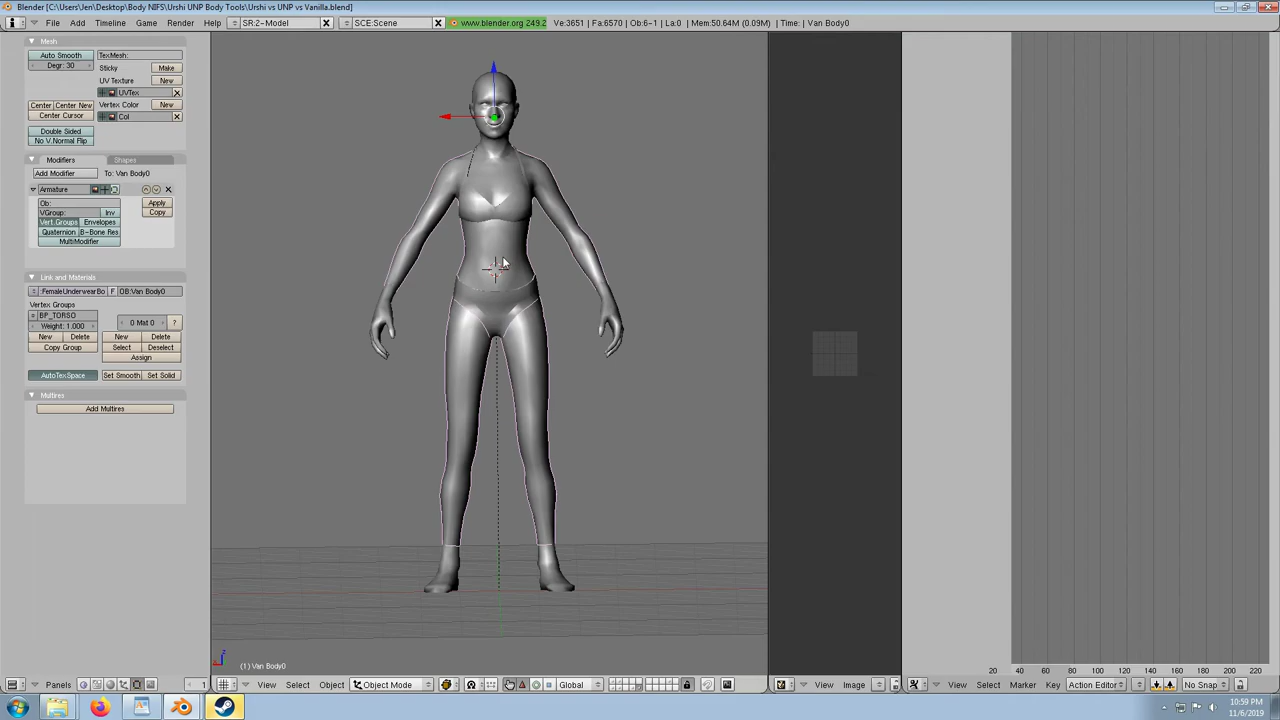 Blender [C:\Users\Jen\Desktop\Body NIFS\Urshi UNP Body Tools\Urshi vs UNP vs Vanilla.blend]
File Add Timeline Game Render Help SR:2-Model SCE:Scene www.blender.org 249.2 Ve:3651 | Fa:6570 | Ob:6-1 | La:0 | Mem:50.64M (0.09M) | Time: | Van Body0
Mesh
Auto Smooth TexMesh:
Degr: 30 Sticky Make
UV Texture New
UVTex
Center Center New Vertex Color New
Center Cursor Col
Double Sided
No V.Normal Flip
Modifiers Shapes
Add Modifier To: Van Body0
Armature
Ob: Apply
VGroup: Inv Copy
Vert.Groups Envelopes
Quaternion B-Bone Res
MultiModifier
Link and Materials
FemaleUnderwearBo F OB:Van Body0
Vertex Groups
BP_TORSO 0 Mat 0 ?
Weight: 1.000
New Delete New Delete
Copy Group Select Deselect
Assign
AutoTexSpace Set Smooth Set Solid
Multires
Add Multires
z
x
(1) Van Body0
20 40 60 80 100 120 140 160 180 200 220
Panels 1 View Select Object Object Mode Global View Image View Select Marker Key Action Editor No Snap
10:59 PM
11/6/2019